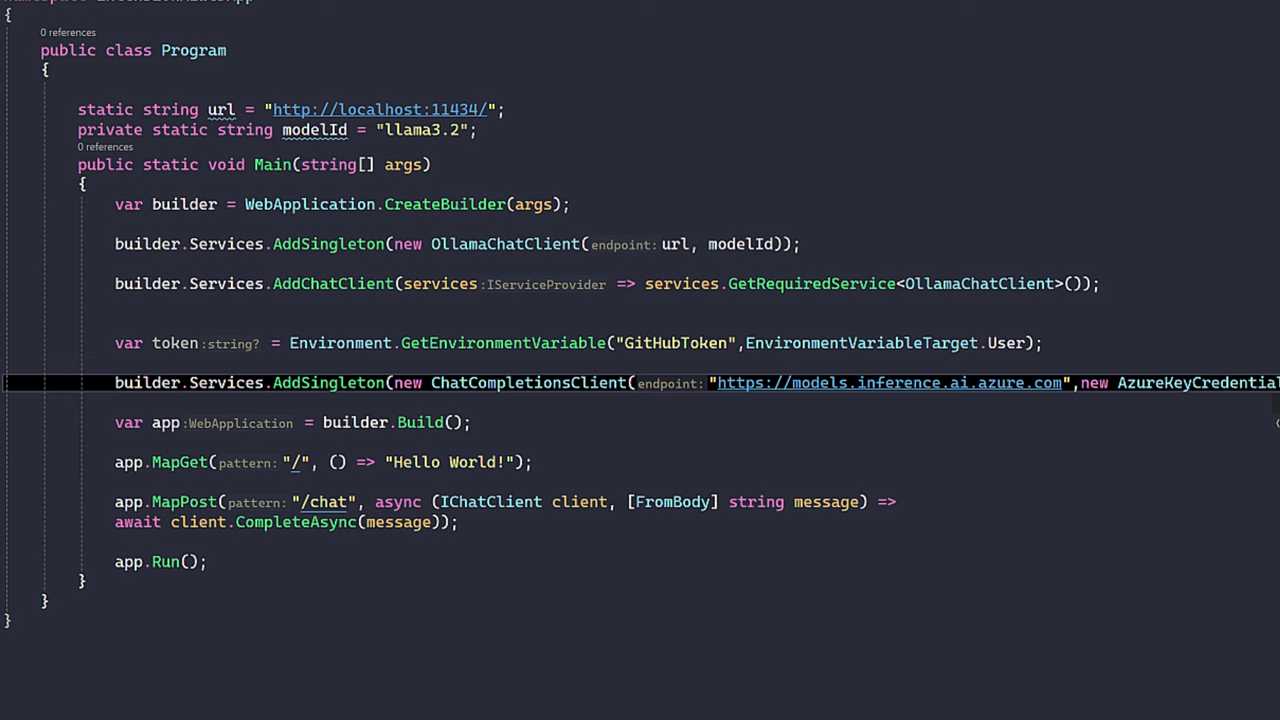 {
0 references
public class Program
{
static string url = "http://localhost:11434/";
private static string modelId = "llama3.2";
0 references
public static void Main(string[] args)
{
var builder = WebApplication.CreateBuilder(args);
builder.Services.AddSingleton(new OllamaChatClient(endpoint: url, modelId));
builder.Services.AddChatClient(services:IServiceProvider => services.GetRequiredService<OllamaChatClient>());
var token:string? = Environment.GetEnvironmentVariable("GitHubToken",EnvironmentVariableTarget.User);
builder.Services.AddSingleton(new ChatCompletionsClient(endpoint: "https://models.inference.ai.azure.com",new AzureKeyCredential
var app:WebApplication = builder.Build();
app.MapGet(pattern: "/", () => "Hello World!");
app.MapPost(pattern: "/chat", async (IChatClient client, [FromBody] string message) =>
await client.CompleteAsync(message));
app.Run();
}
}
}